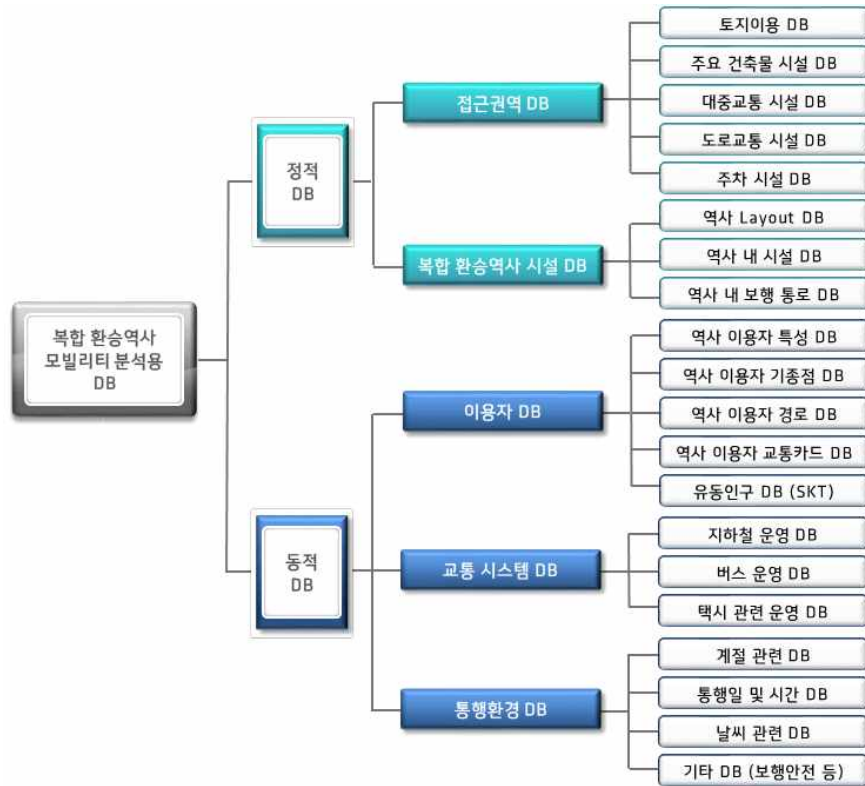 복합 환승역사
모빌리티 분석용
DB
정적
DB
접근권역 DB
토지이용 DB
주요 건축물 시설 DB
대중교통 시설 DB
도로교통 시설 DB
주차 시설 DB
복합 환승역사 시설 DB
역사 Layout DB
역사 내 시설 DB
역사 내 보행 통로 DB
동적
DB
이용자 DB
역사 이용자 특성 DB
역사 이용자 기종점 DB
역사 이용자 경로 DB
역사 이용자 교통카드 DB
유동인구 DB (SKT)
교통 시스템 DB
지하철 운영 DB
버스 운영 DB
택시 관련 운영 DB
통행환경 DB
계절 관련 DB
통행일 및 시간 DB
날씨 관련 DB
기타 DB (보행안전 등)